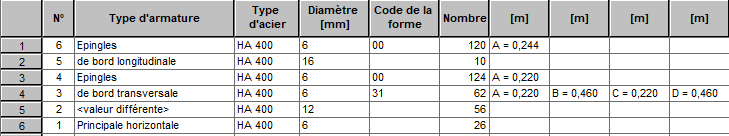 N° Type d'armature Type d'acier Diamètre [mm] Code de la forme Nombre [m] [m] [m] [m]
1 6 Epingles HA 400 6 00 120 A = 0,244
2 5 de bord longitudinale HA 400 16 10
3 4 Epingles HA 400 6 00 124 A = 0,220
4 3 de bord transversale HA 400 6 31 62 A = 0,220 B = 0,460 C = 0,220 D = 0,460
5 2 <valeur différente> HA 400 12 56
6 1 Principale horizontale HA 400 6 26